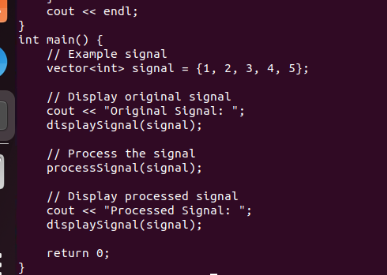 }
    cout << endl;
}
int main() {
    // Example signal
    vector<int> signal = {1, 2, 3, 4, 5};

    // Display original signal
    cout << "Original Signal: ";
    displaySignal(signal);

    // Process the signal
    processSignal(signal);

    // Display processed signal
    cout << "Processed Signal: ";
    displaySignal(signal);

    return 0;
}